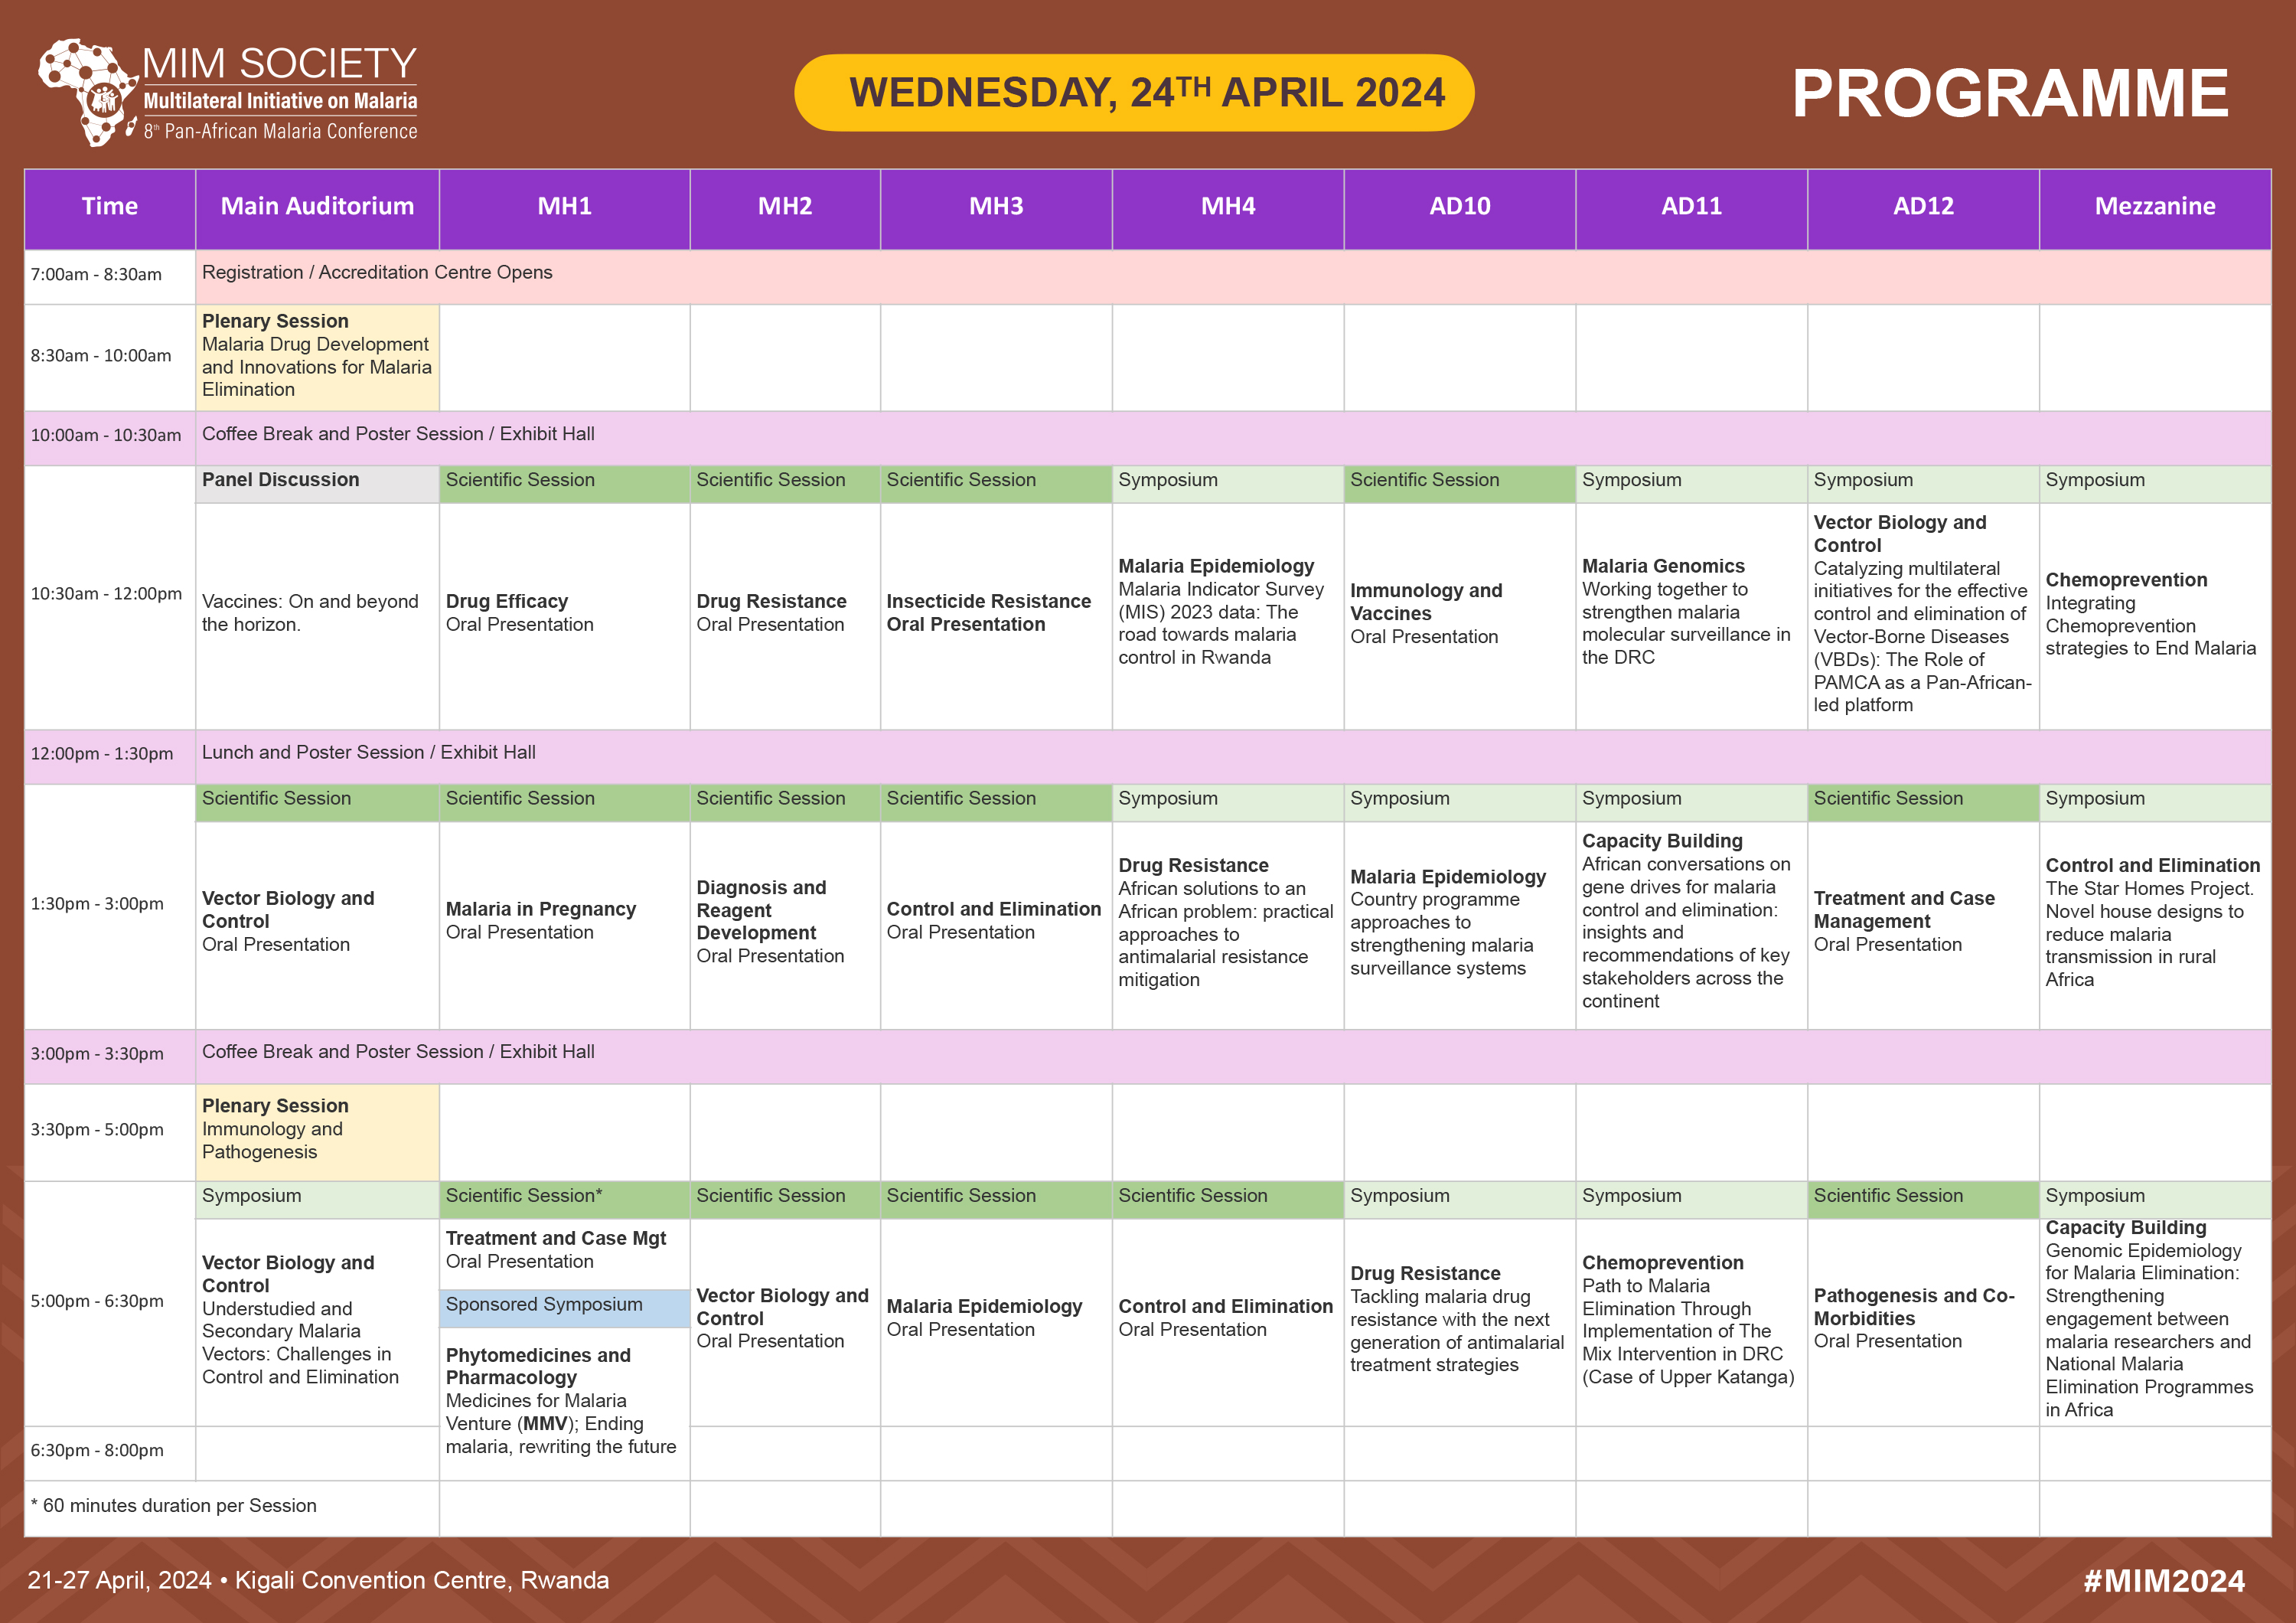 MIM SOCIETY
Multilateral Initiative on Malaria
8th Pan-African Malaria Conference
WEDNESDAY, 24TH APRIL 2024
PROGRAMME
Time
Main Auditorium
MH1
MH2
MH3
MH4
AD10
AD11
AD12
Mezzanine
7:00am - 8:30am
Registration / Accreditation Centre Opens
8:30am - 10:00am
Plenary Session
Malaria Drug Development
and Innovations for Malaria
Elimination
10:00am - 10:30am
Coffee Break and Poster Session / Exhibit Hall
10:30am - 12:00pm
Panel Discussion
Vaccines: On and beyond
the horizon.
Scientific Session
Drug Efficacy
Oral Presentation
Scientific Session
Drug Resistance
Oral Presentation
Scientific Session
Insecticide Resistance
Oral Presentation
Symposium
Malaria Epidemiology
Malaria Indicator Survey
(MIS) 2023 data: The
road towards malaria
control in Rwanda
Scientific Session
Immunology and
Vaccines
Oral Presentation
Symposium
Malaria Genomics
Working together to
strengthen malaria
molecular surveillance in
the DRC
Symposium
Vector Biology and
Control
Catalyzing multilateral
initiatives for the effective
control and elimination of
Vector-Borne Diseases
(VBDs): The Role of
PAMCA as a Pan-African-
led platform
Symposium
Chemoprevention
Integrating
Chemoprevention
strategies to End Malaria
12:00pm - 1:30pm
Lunch and Poster Session / Exhibit Hall
1:30pm - 3:00pm
Scientific Session
Vector Biology and
Control
Oral Presentation
Scientific Session
Malaria in Pregnancy
Oral Presentation
Scientific Session
Diagnosis and
Reagent
Development
Oral Presentation
Scientific Session
Control and Elimination
Oral Presentation
Symposium
Drug Resistance
African solutions to an
African problem: practical
approaches to
antimalarial resistance
mitigation
Symposium
Malaria Epidemiology
Country programme
approaches to
strengthening malaria
surveillance systems
Symposium
Capacity Building
African conversations on
gene drives for malaria
control and elimination:
insights and
recommendations of key
stakeholders across the
continent
Scientific Session
Treatment and Case
Management
Oral Presentation
Symposium
Control and Elimination
The Star Homes Project.
Novel house designs to
reduce malaria
transmission in rural
Africa
3:00pm - 3:30pm
Coffee Break and Poster Session / Exhibit Hall
3:30pm - 5:00pm
Plenary Session
Immunology and
Pathogenesis
5:00pm - 6:30pm
Symposium
Vector Biology and
Control
Understudied and
Secondary Malaria
Vectors: Challenges in
Control and Elimination
Scientific Session*
Treatment and Case Mgt
Oral Presentation
Sponsored Symposium
Phytomedicines and
Pharmacology
Medicines for Malaria
Venture (MMV); Ending
malaria, rewriting the future
Scientific Session
Vector Biology and
Control
Oral Presentation
Scientific Session
Malaria Epidemiology
Oral Presentation
Scientific Session
Control and Elimination
Oral Presentation
Symposium
Drug Resistance
Tackling malaria drug
resistance with the next
generation of antimalarial
treatment strategies
Symposium
Chemoprevention
Path to Malaria
Elimination Through
Implementation of The
Mix Intervention in DRC
(Case of Upper Katanga)
Scientific Session
Pathogenesis and Co-
Morbidities
Oral Presentation
Symposium
Capacity Building
Genomic Epidemiology
for Malaria Elimination:
Strengthening
engagement between
malaria researchers and
National Malaria
Elimination Programmes
in Africa
6:30pm - 8:00pm
* 60 minutes duration per Session
21-27 April, 2024 • Kigali Convention Centre, Rwanda
#MIM2024